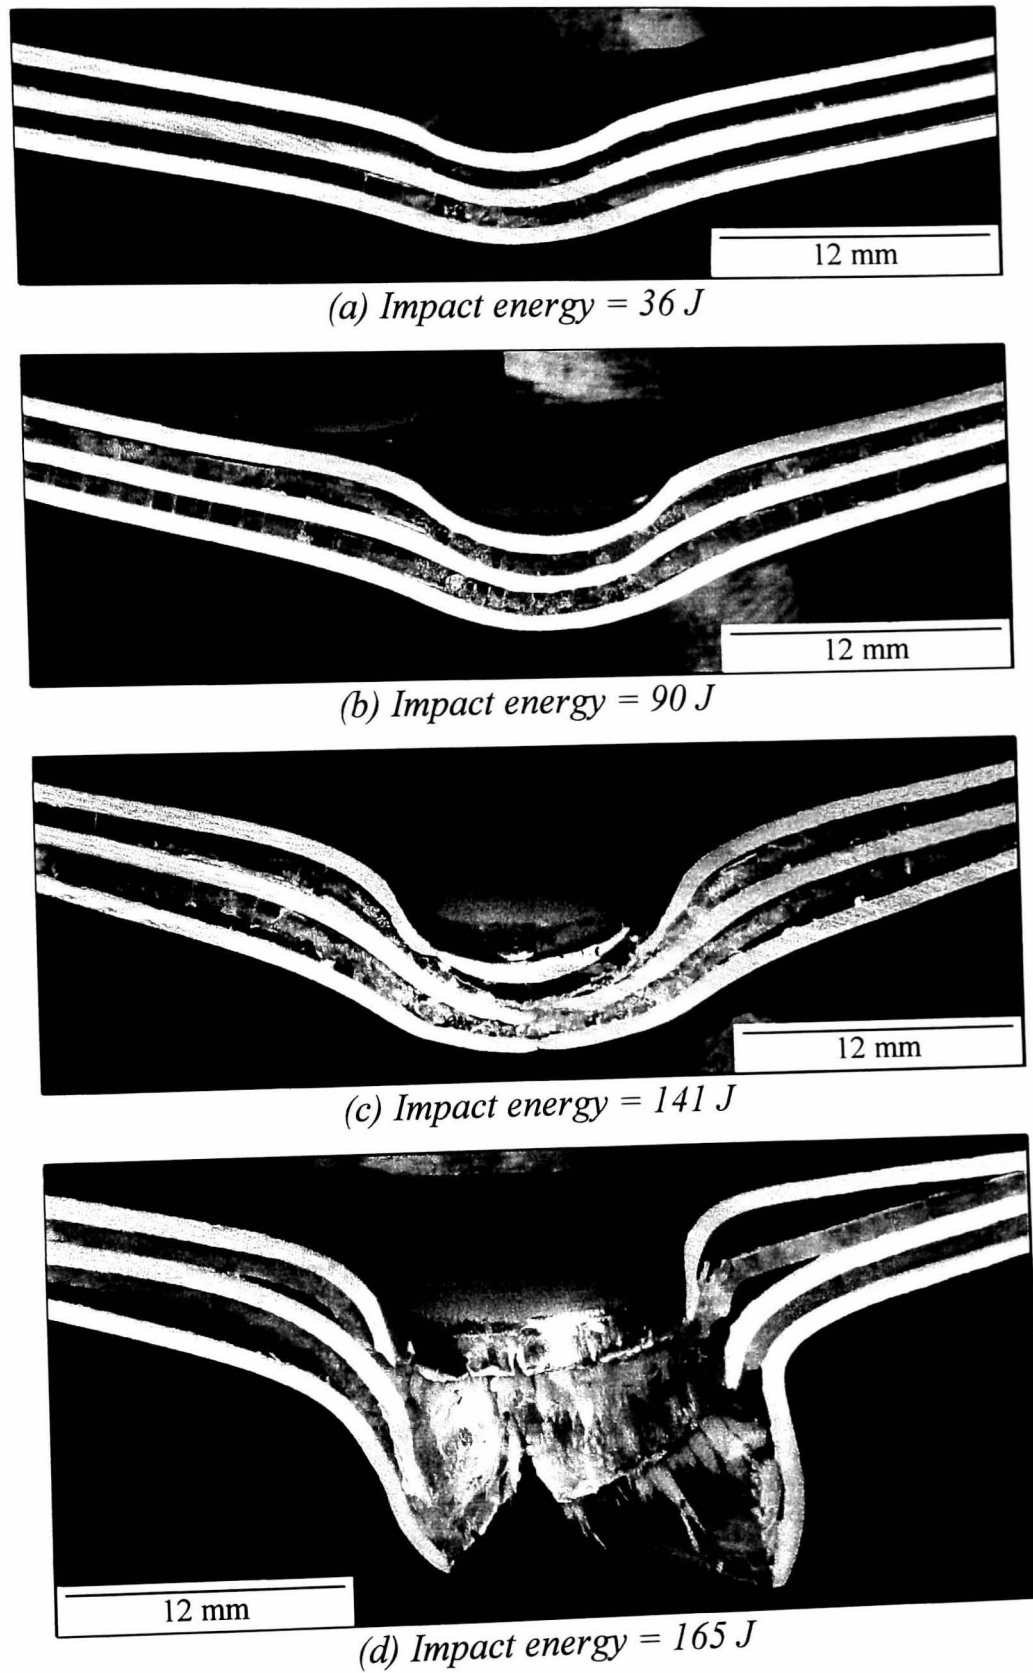 12 mm
(a) Impact energy = 36 J
12 mm
(b) Impact energy = 90 J
12 mm
(c) Impact energy = 141 J
12 mm
(d) Impact energy = 165 J